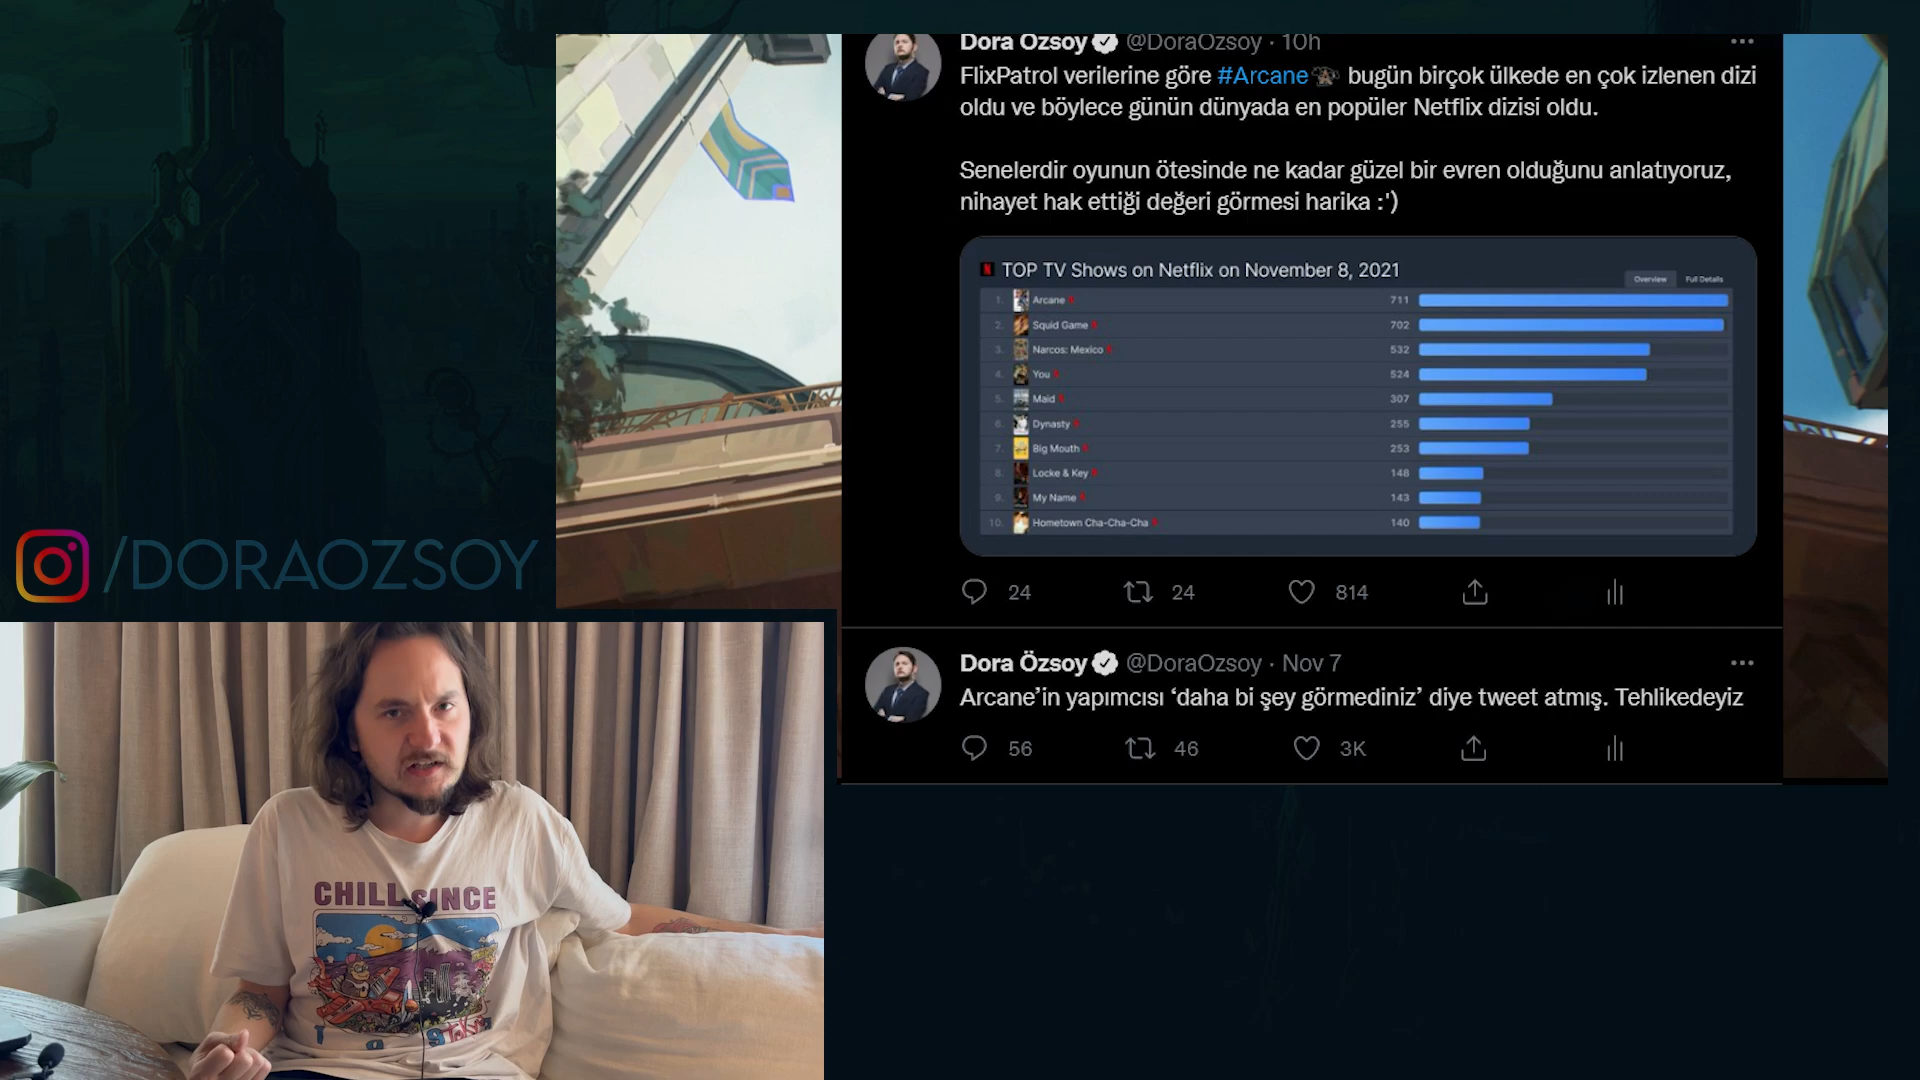 Dora Özsoy @DoraOzsoy · 10h
FlixPatrol verilerine göre #Arcane bugün birçok ülkede en çok izlenen dizi
oldu ve böylece günün dünyada en popüler Netflix dizisi oldu.
Senelerdir oyunun ötesinde ne kadar güzel bir evren olduğunu anlatıyoruz,
nihayet hak ettiği değeri görmesi harika :')
TOP TV Shows on Netflix on November 8, 2021
Overview Full Details
1. Arcane 711
2. Squid Game 702
3. Narcos: Mexico 532
4. You 524
5. Maid 307
6. Dynasty 255
7. Big Mouth 253
8. Locke & Key 148
9. My Name 143
10. Hometown Cha-Cha-Cha 140
24 24 814
Dora Özsoy @DoraOzsoy · Nov 7
Arcane’in yapımcısı ‘daha bi şey görmediniz’ diye tweet atmış. Tehlikedeyiz
56 46 3K
/DORAOZSOY
CHILL SINCE